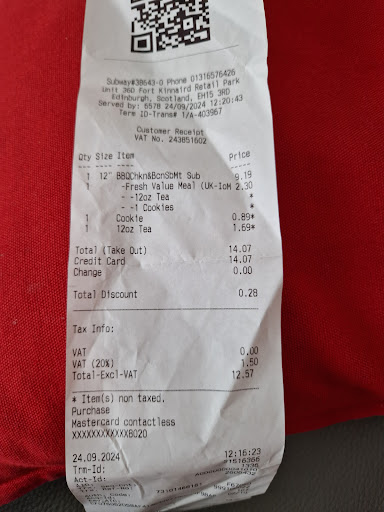 Subway#38643-0 Phone 01316576426
Unit 36D Fort Kinnaird Retail Park
Edinburgh, Scotland, EH15 3RD
Served by: 6578 24/09/2024 12:20:43
Term ID-Trans# 1/A-403967
Customer Receipt
VAT No. 243851602
Qty Size Item Price
1 12" BBQChkn&BcnSbMt Sub 9.19
1 -Fresh Value Meal (UK-IoM 2.30
- -12oz Tea *
- -1 Cookies *
1 Cookie 0.89*
1 12oz Tea 1.69*
Total (Take Out) 14.07
Credit Card 14.07
Change 0.00
Total Discount 0.28
Tax Info:
VAT 0.00
VAT (20%) 1.50
Total-Excl-VAT 12.57
* Item(s) non taxed.
Purchase
Mastercard contactless
XXXXXXXXXXXX8020
24.09.2024 12:16:23
Trm-Id: *1516366
Act-Id: 1336